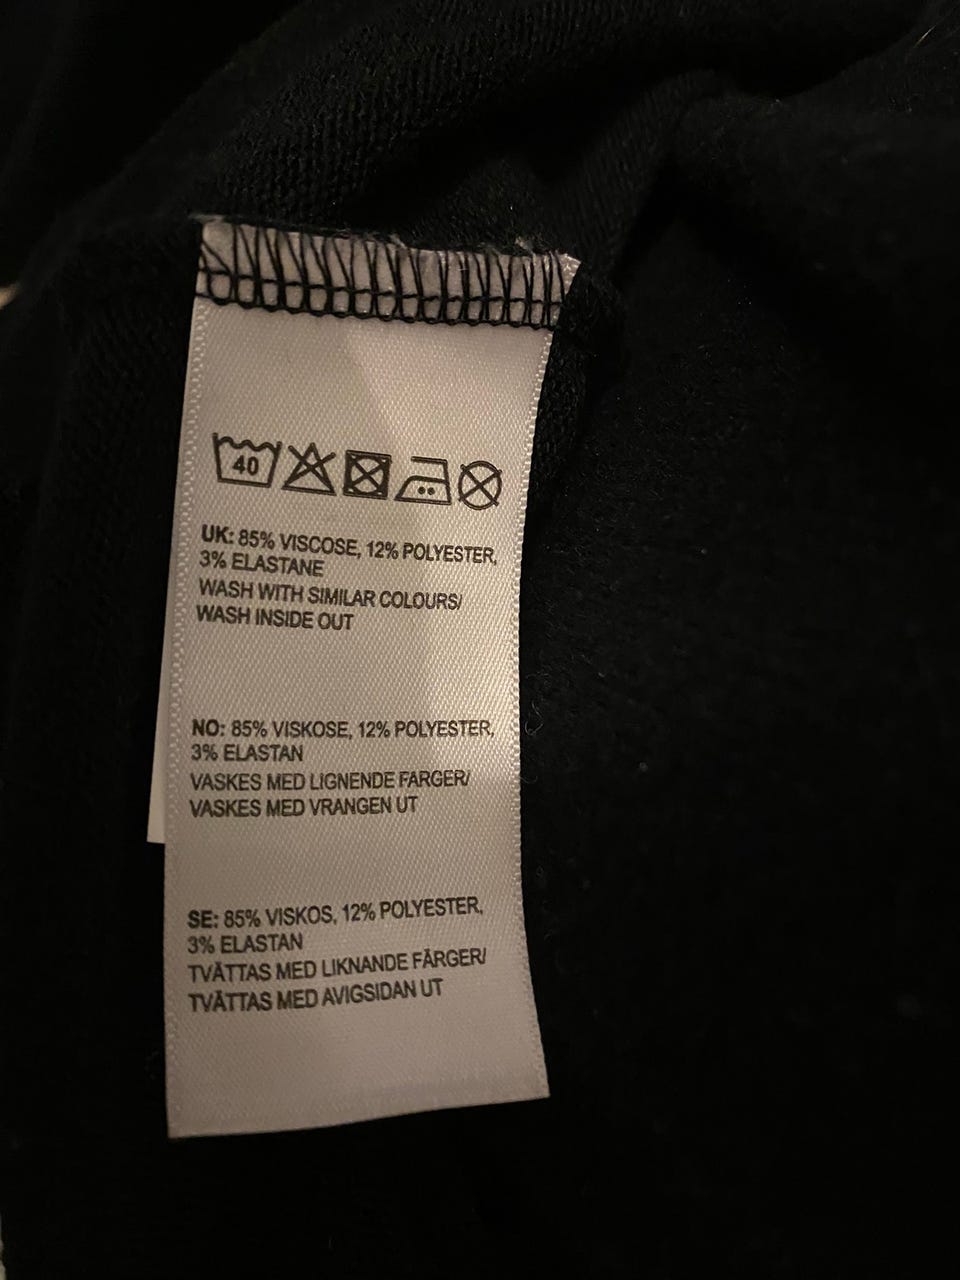 40
UK: 85% VISCOSE, 12% POLYESTER,
3% ELASTANE
WASH WITH SIMILAR COLOURS/
WASH INSIDE OUT
NO: 85% VISKOSE, 12% POLYESTER,
3% ELASTAN
VASKES MED LIGNENDE FARGER/
VASKES MED VRANGEN UT
SE: 85% VISKOS, 12% POLYESTER,
3% ELASTAN
TVÄTTAS MED LIKNANDE FÄRGER/
TVÄTTAS MED AVIGSIDAN UT